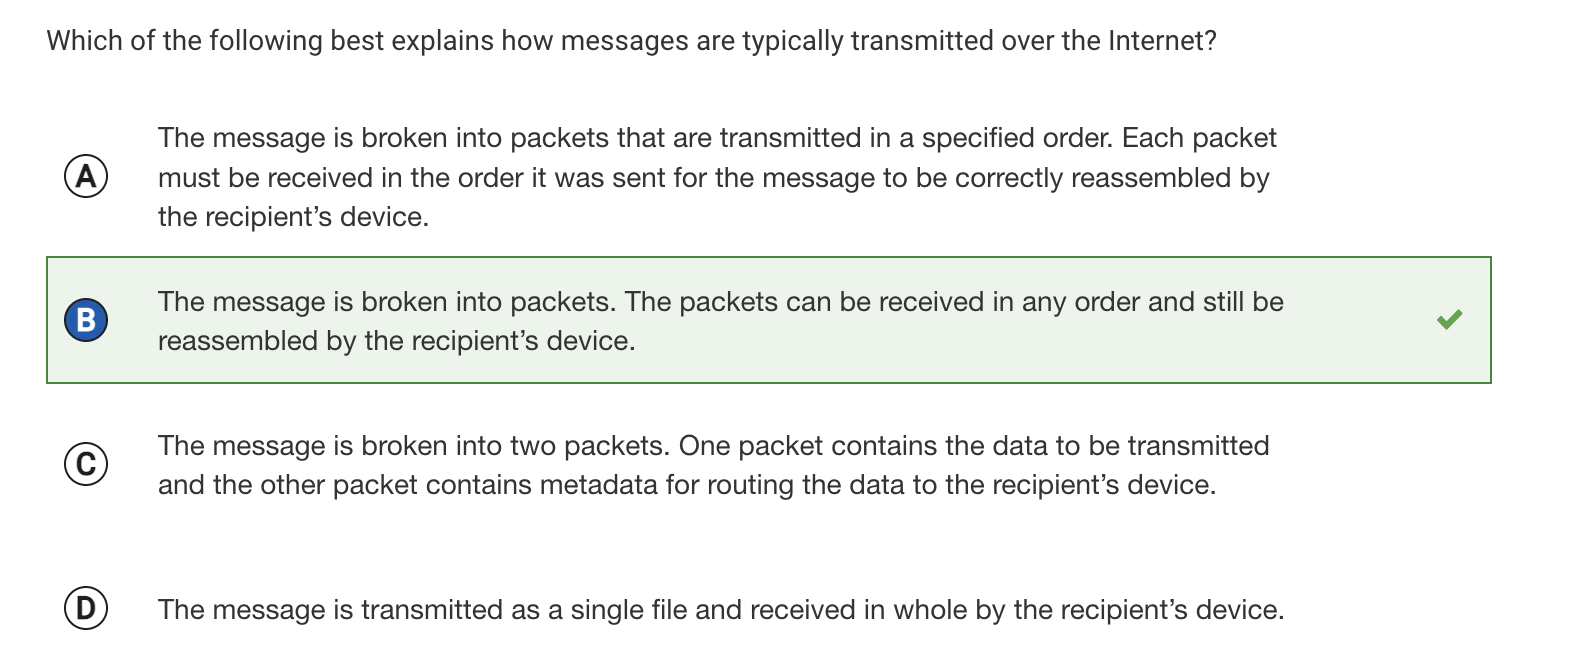 Which of the following best explains how messages are typically transmitted over the Internet?
A
The message is broken into packets that are transmitted in a specified order. Each packet
must be received in the order it was sent for the message to be correctly reassembled by
the recipient’s device.
B
The message is broken into packets. The packets can be received in any order and still be
reassembled by the recipient’s device.
C
The message is broken into two packets. One packet contains the data to be transmitted
and the other packet contains metadata for routing the data to the recipient’s device.
D
The message is transmitted as a single file and received in whole by the recipient’s device.